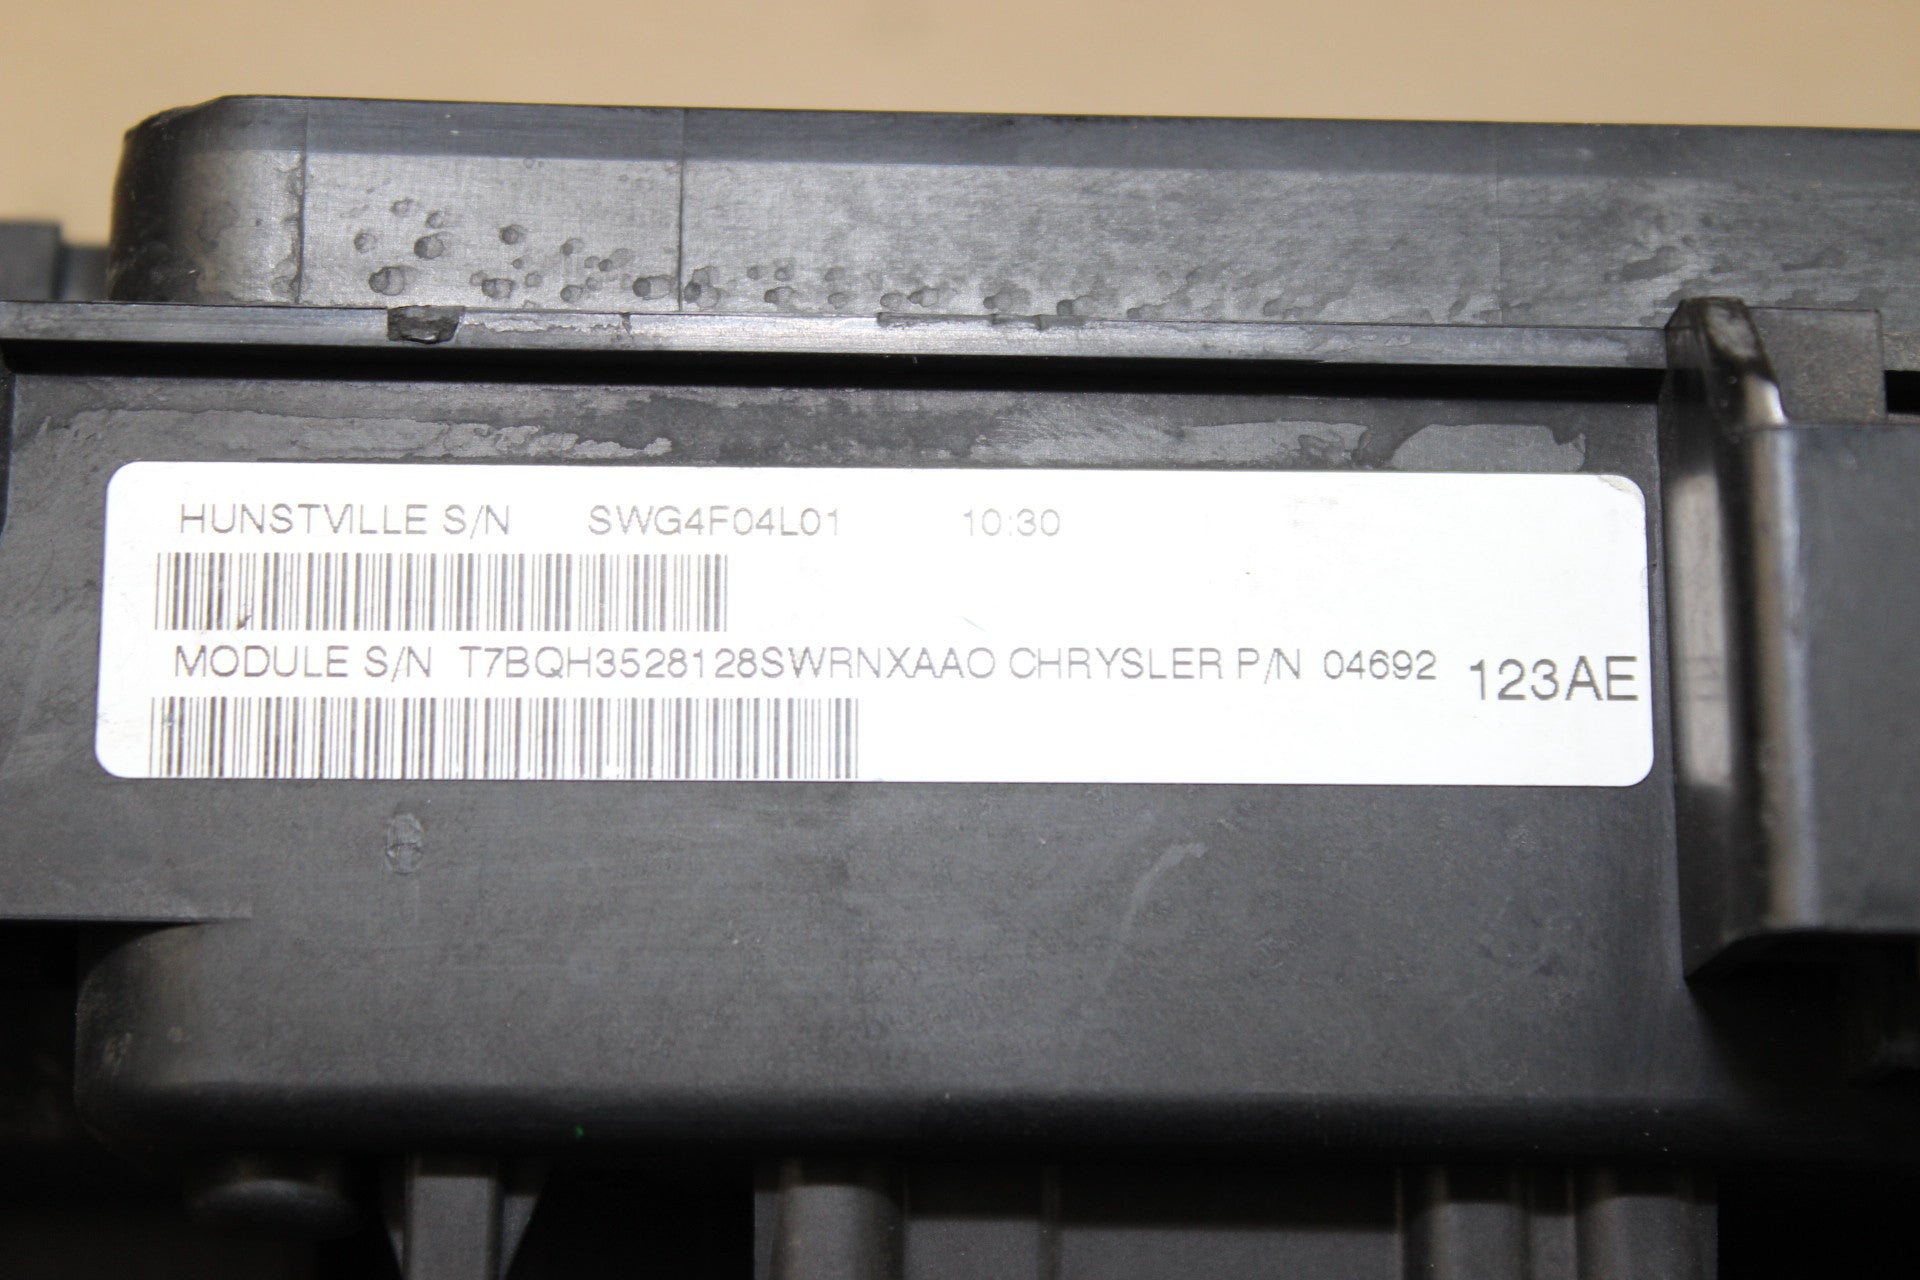 HUNSTVILLE S/N SWG4F04L01 10:30
MODULE S/N T7BQH3528128SWRNXAAO CHRYSLER P/N 04692 123AE